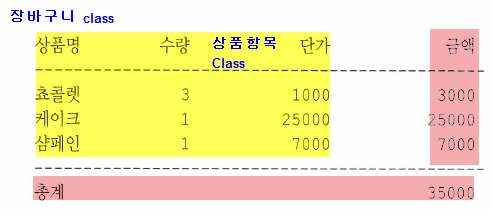 장바구니 class
상품명 수량 상품항목 Class 단가 금액
쵸콜렛 3 1000 3000
케이크 1 25000 25000
샴페인 1 7000 7000
총계 35000